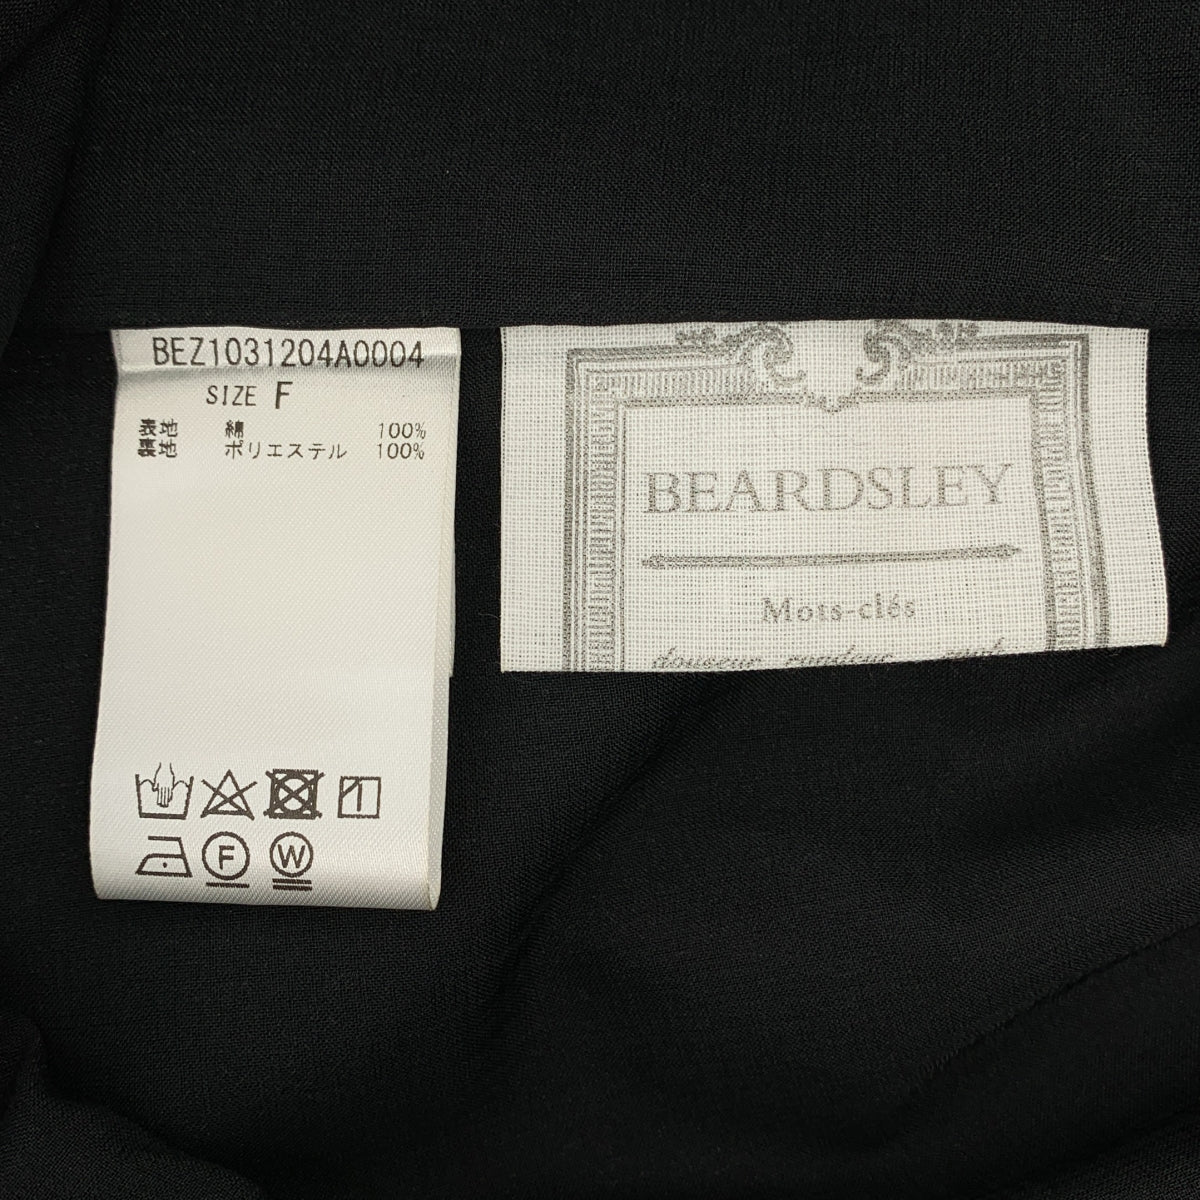 BEZ1031204A0004
SIZE F
表地 綿 100%
裏地 ポリエステル 100%
F
W
BEARDSLEY
Mots-clés